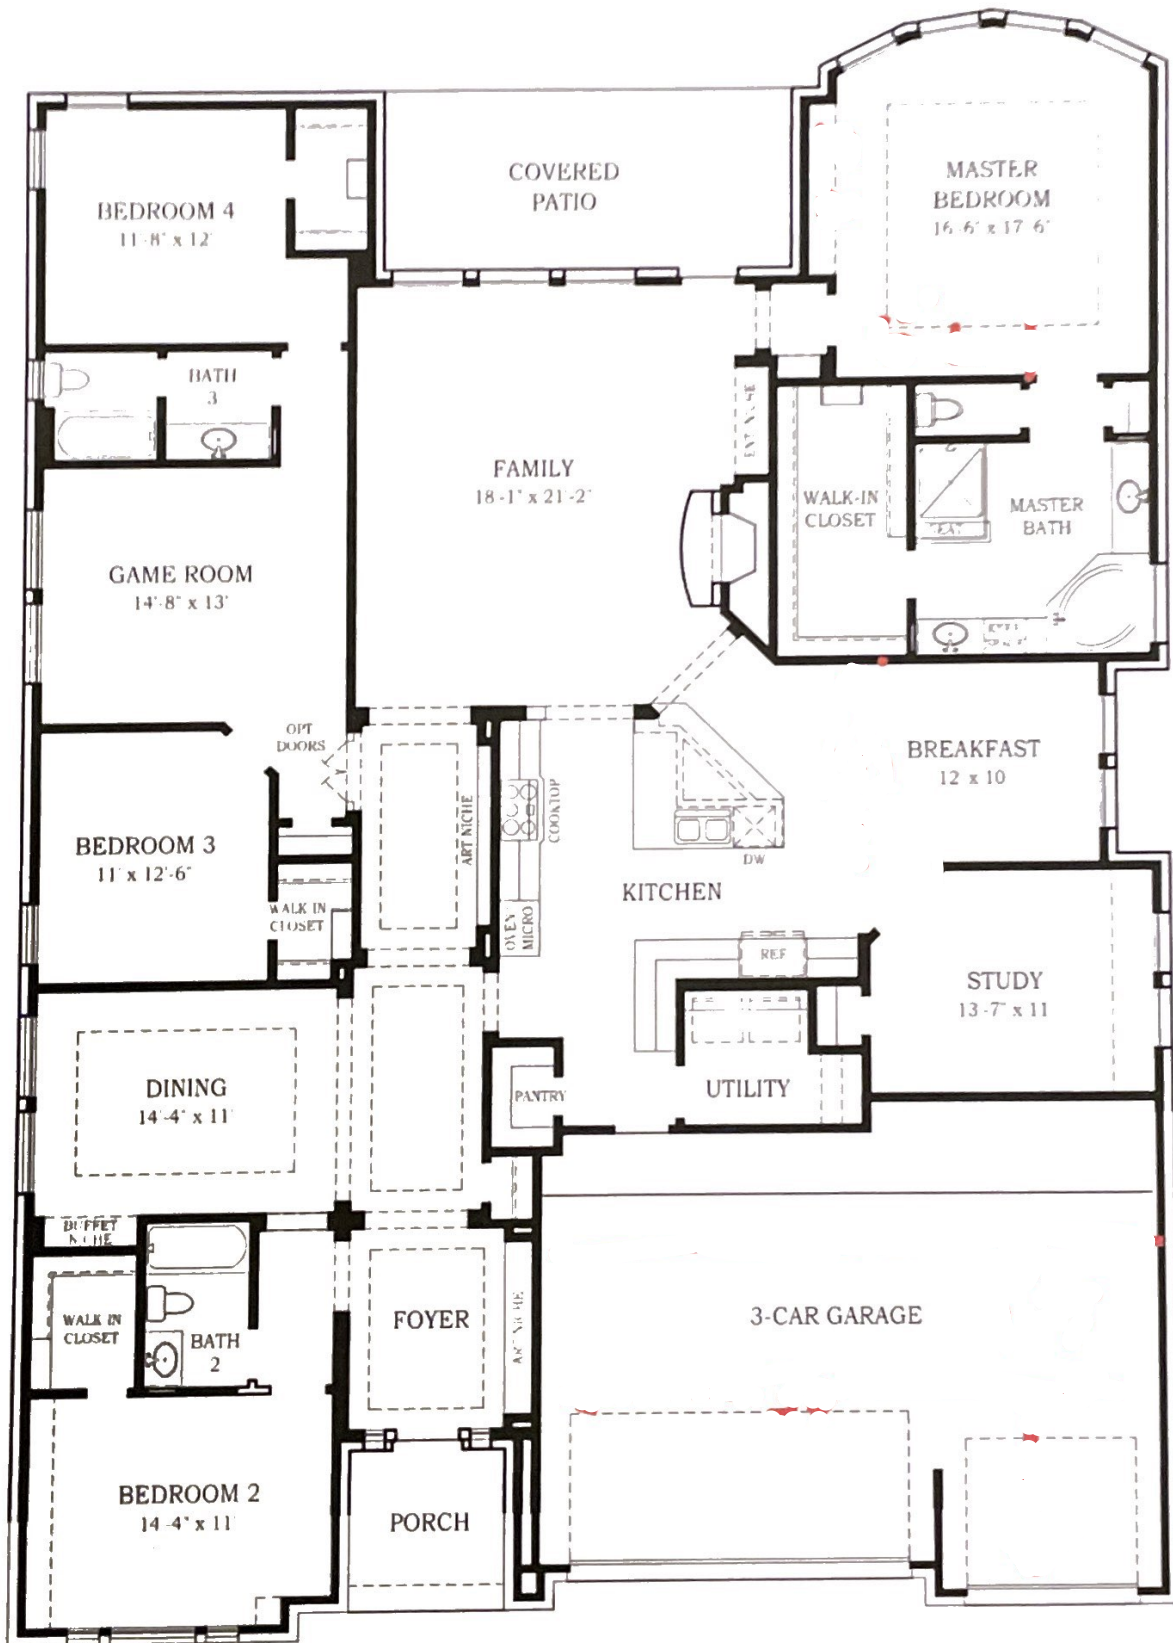 COVERED
PATIO
MASTER
BEDROOM
16'-6" x 17'-6"
BEDROOM 4
11'-8" x 12'
BATH
3
ENT NICHE
FAMILY
18'-1" x 21'-2"
WALK-IN
CLOSET
SEAT
MASTER
BATH
GAME ROOM
14'-8" x 13'
OPT
DOORS
BREAKFAST
12 x 10
COOKTOP
ART NICHE
BEDROOM 3
11' x 12'-6"
DW
KITCHEN
WALK IN
CLOSET
OVEN
MICRO
REF
STUDY
13'-7" x 11
DINING
14'-4" x 11'
PANTRY
UTILITY
BUFFET
NICHE
FOYER
ART NICHE
3-CAR GARAGE
WALK IN
CLOSET
BATH
2
BEDROOM 2
14'-4" x 11'
PORCH